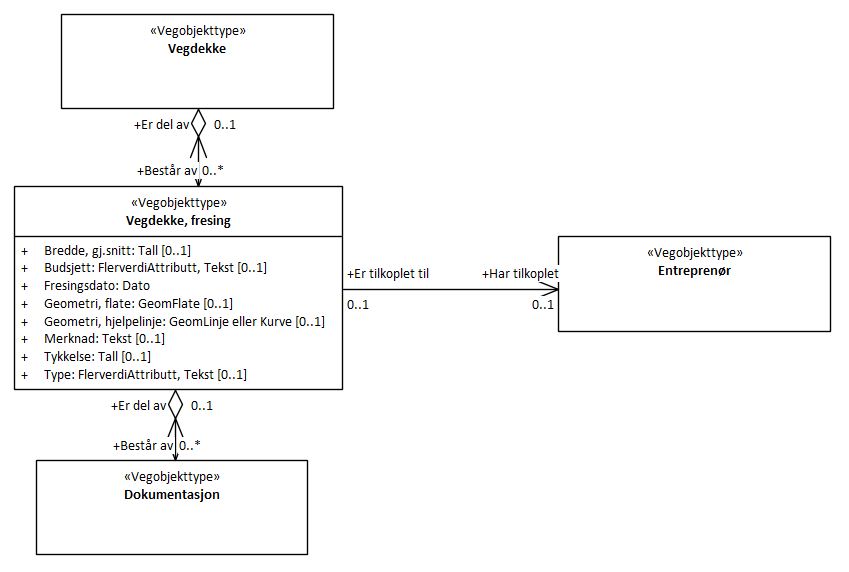 «Vegobjekttype»
Vegdekke
+Er del av 0..1
+Består av 0..*
«Vegobjekttype»
Vegdekke, fresing
+ Bredde, gj.snitt: Tall [0..1]
+ Budsjett: FlerverdiAttributt, Tekst [0..1]
+ Fresingsdato: Dato
+ Geometri, flate: GeomFlate [0..1]
+ Geometri, hjelpelinje: GeomLinje eller Kurve [0..1]
+ Merknad: Tekst [0..1]
+ Tykkelse: Tall [0..1]
+ Type: FlerverdiAttributt, Tekst [0..1]
+Er tilkoplet til +Har tilkoplet
0..1 0..1
«Vegobjekttype»
Entreprenør
+Er del av 0..1
+Består av 0..*
«Vegobjekttype»
Dokumentasjon